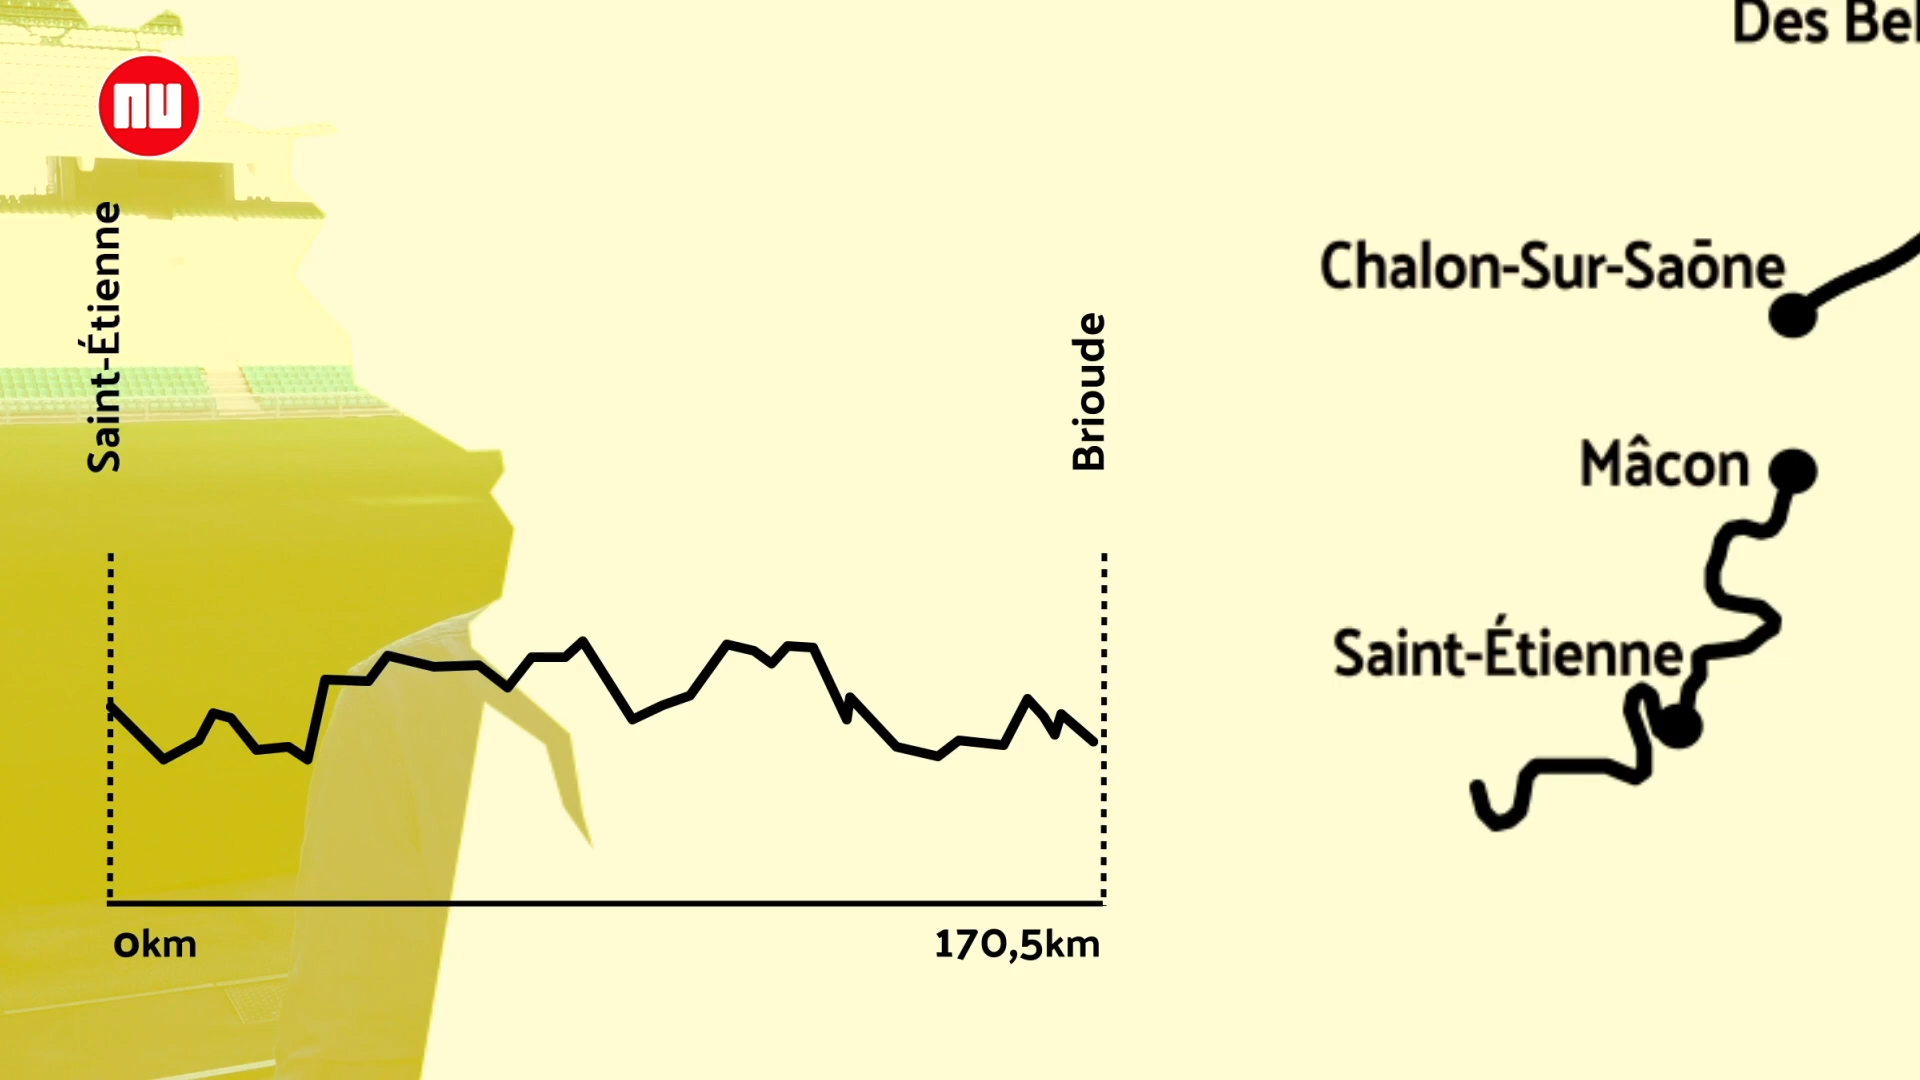 Des Bel
nu
Saint-Étienne
Brioude
0km
170,5km
Chalon-Sur-Saōne
Mâcon
Saint-Étienne